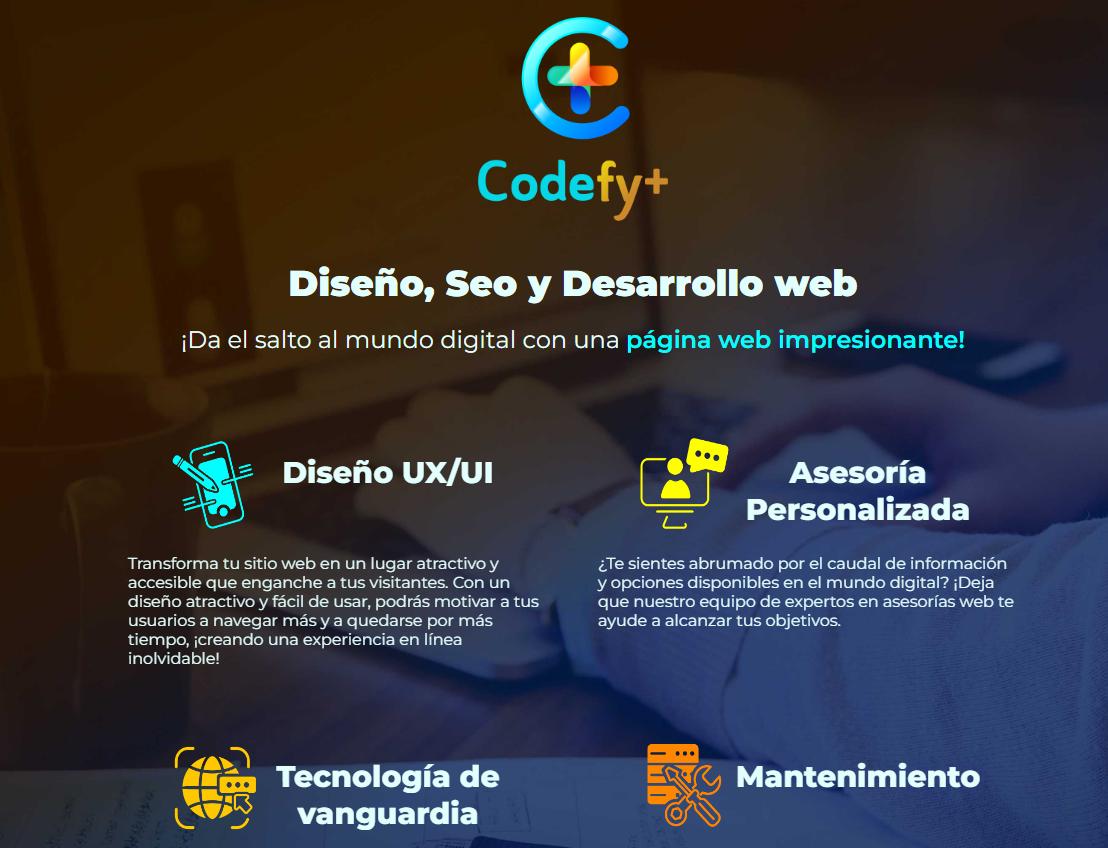 Codefy+
Diseño, Seo y Desarrollo web
¡Da el salto al mundo digital con una página web impresionante!
Diseño UX/UI
Transforma tu sitio web en un lugar atractivo y
accesible que enganche a tus visitantes. Con un
diseño atractivo y fácil de usar, podrás motivar a tus
usuarios a navegar más y a quedarse por más
tiempo, ¡creando una experiencia en línea
inolvidable!
Asesoría
Personalizada
¿Te sientes abrumado por el caudal de información
y opciones disponibles en el mundo digital? ¡Deja
que nuestro equipo de expertos en asesorías web te
ayude a alcanzar tus objetivos.
Tecnología de
vanguardia
Mantenimiento